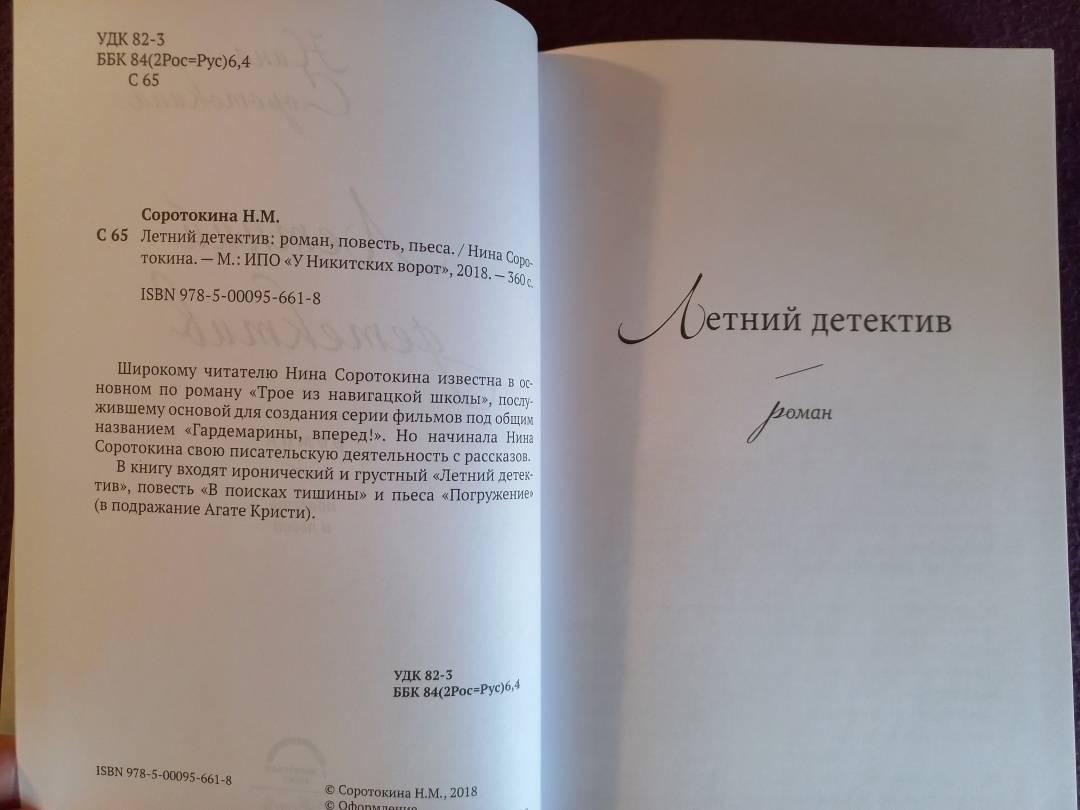 УДК 82-3
ББК 84(2Рос=Рус)6,4
С 65
Соротокина Н.М.
С 65 Летний детектив: роман, повесть, пьеса. / Нина Соро-
токина. — М.: ИПО «У Никитских ворот», 2018. — 360 с.
ISBN 978-5-00095-661-8
Широкому читателю Нина Соротокина известна в ос-
новном по роману «Трое из навигацкой школы», послу-
жившему основой для создания серии фильмов под общим
названием «Гардемарины, вперед!». Но начинала Нина
Соротокина свою писательскую деятельность с рассказов.
В книгу входят иронический и грустный «Летний детек-
тив», повесть «В поисках тишины» и пьеса «Погружение»
(в подражание Агате Кристи).
УДК 82-3
ББК 84(2Рос=Рус)6,4
ISBN 978-5-00095-661-8
© Соротокина Н.М., 2018
© Оформление
Летний детектив
роман